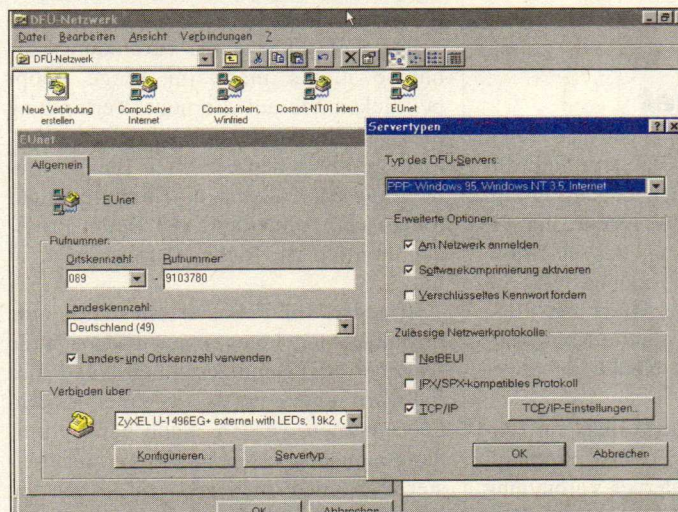 DFÜ-Netzwerk
Datei Bearbeiten Ansicht Verbindungen ?
DFÜ-Netzwerk
Neue Verbindung erstellen
CompuServe Internet
Cosmos intern, Winfried
Cosmos-NT01 intern
EUnet
EUnet
Allgemein
EUnet
Rufnummer:
Ortskennzahl: Rufnummer:
089 - 9103780
Landeskennzahl:
Deutschland (49)
Landes- und Ortskennzahl verwenden
Verbinden über:
ZyXEL U-1496EG+ external with LEDs, 19k2, C
Konfigurieren... Servertyp...
OK Abbrechen
Servertypen
Typ des DFÜ-Servers:
PPP: Windows 95, Windows NT 3.5, Internet
Erweiterte Optionen:
Am Netzwerk anmelden
Softwarekomprimierung aktivieren
Verschlüsseltes Kennwort fordern
Zulässige Netzwerkprotokolle:
NetBEUI
IPX/SPX-kompatibles Protokoll
TCP/IP TCP/IP-Einstellungen...
OK Abbrechen